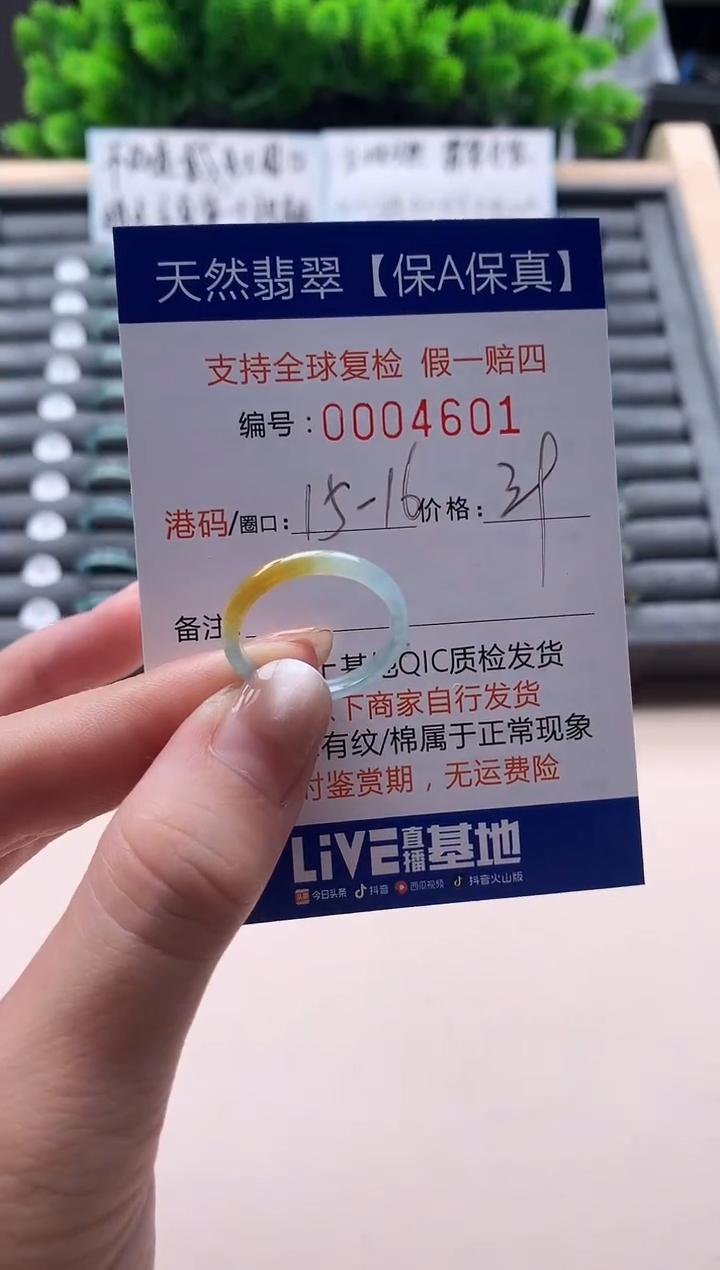 天然翡翠【保A保真】
支持全球复检 假一赔四
编号：0004601
港码/圈口：15-16 价格：39
备注
基地QIC质检发货
下商家自行发货
有纹/棉属于正常现象
付鉴赏期，无运费险
LiVE直播基地
今日头条 抖音 西瓜视频 抖音火山版